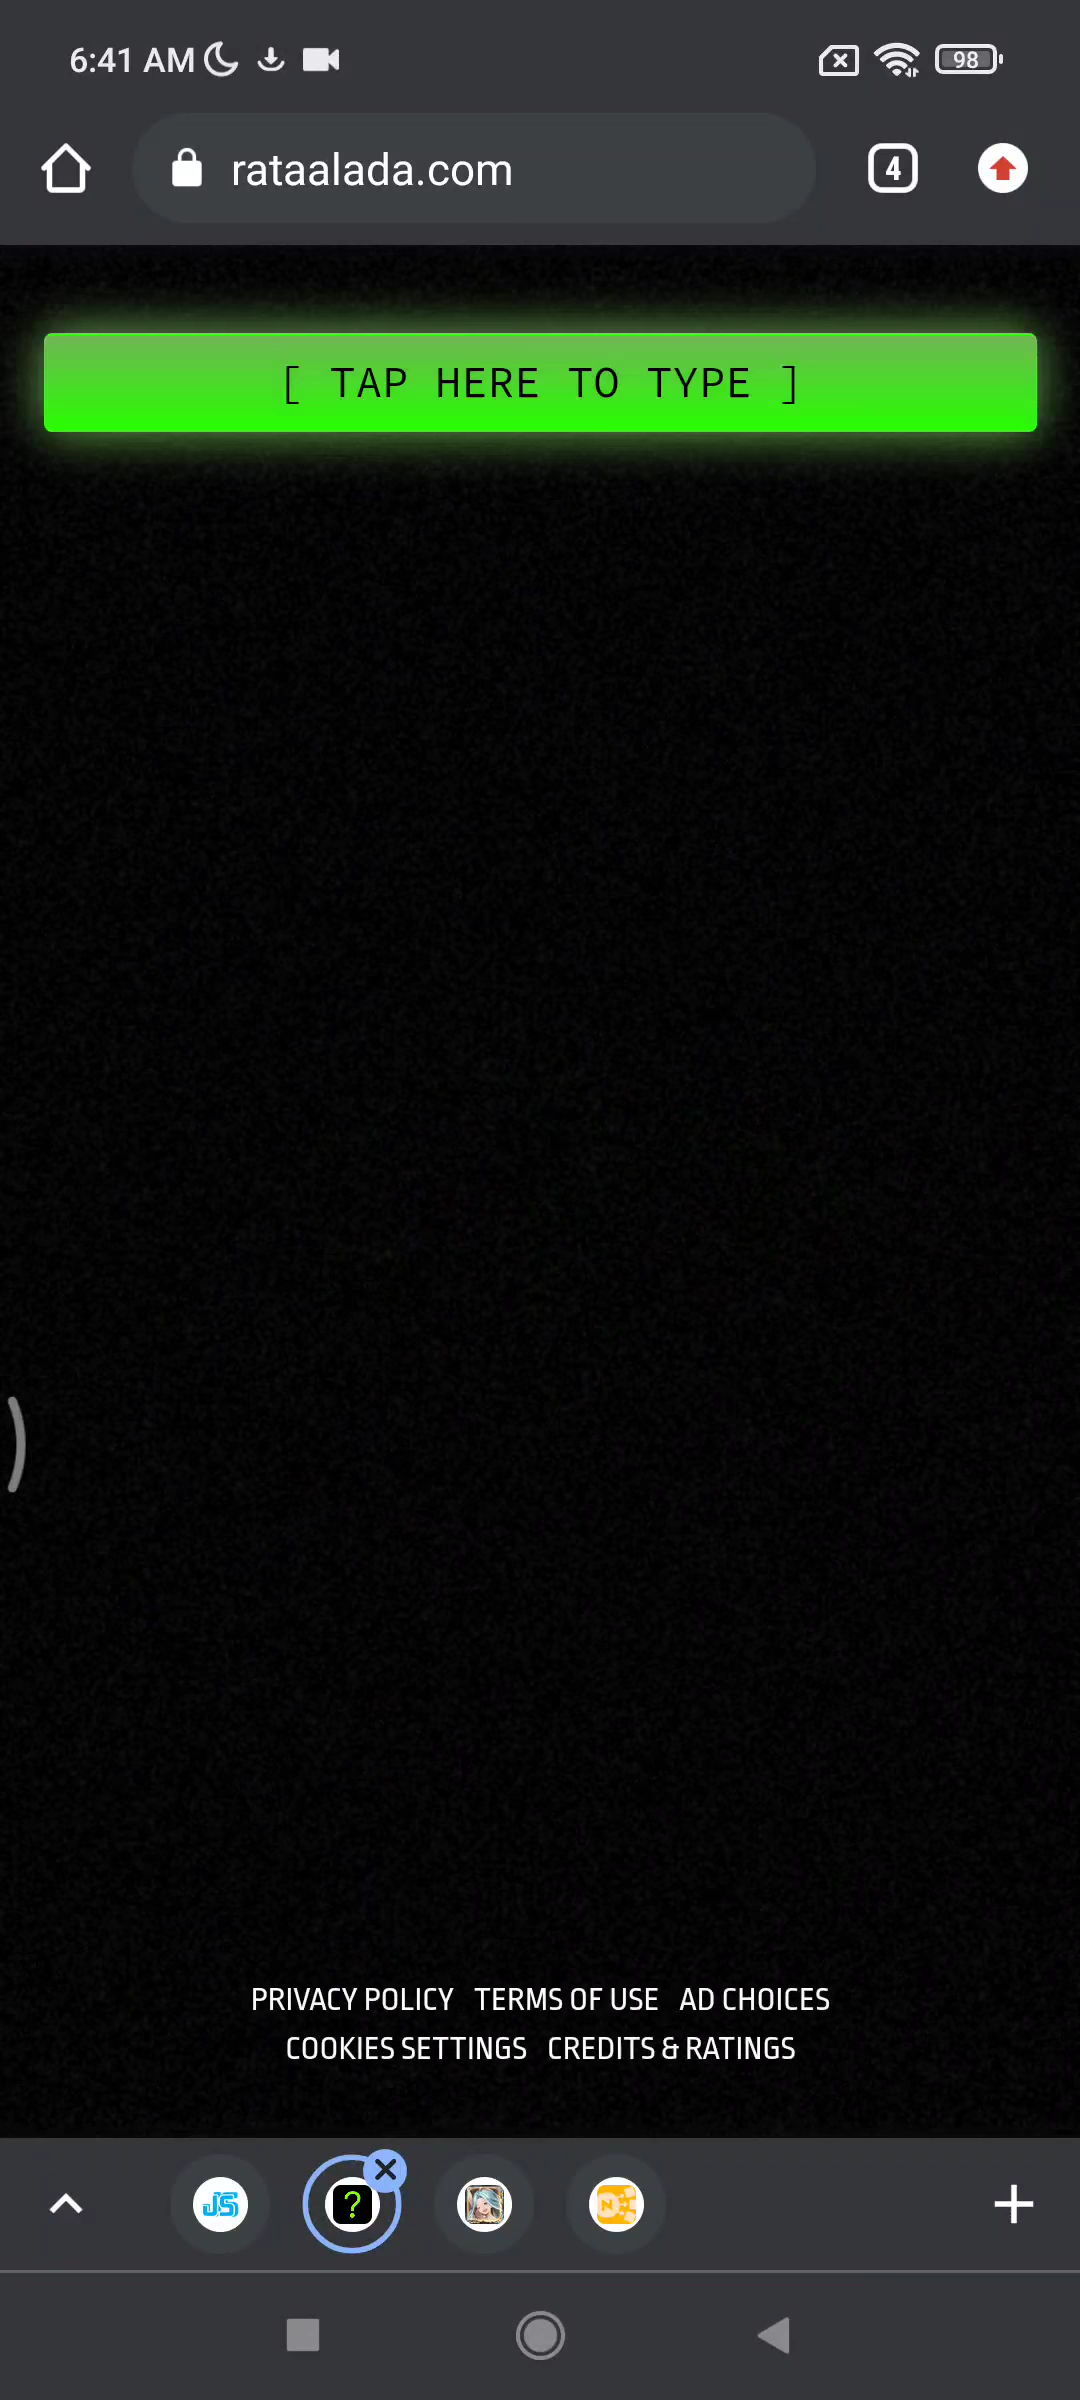 6:41 AM
98
rataalada.com
4
[ TAP HERE TO TYPE ]
PRIVACY POLICY TERMS OF USE AD CHOICES
COOKIES SETTINGS CREDITS & RATINGS
JS ? N